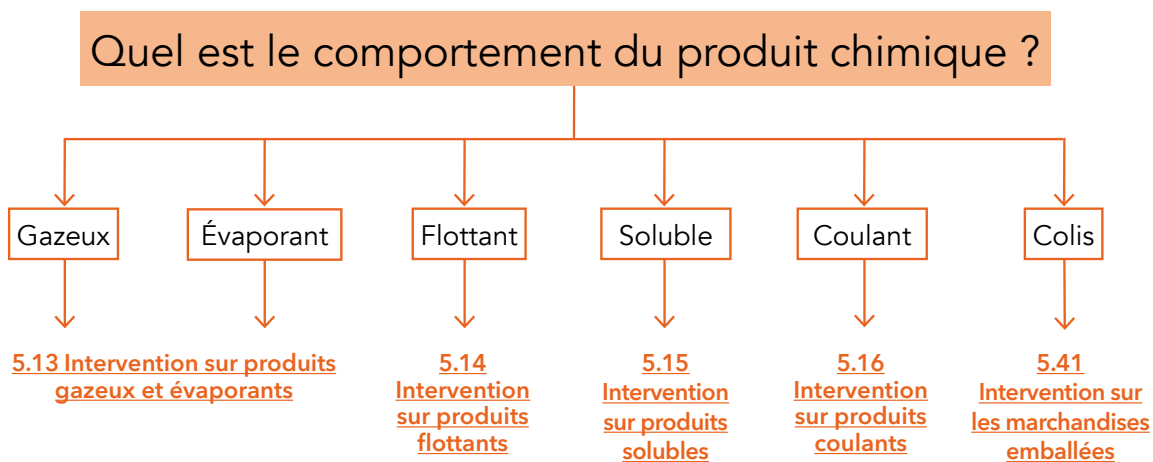 Quel est le comportement du produit chimique ?
Gazeux
Évaporant
Flottant
Soluble
Coulant
Colis
5.13 Intervention sur produits
gazeux et évaporants
5.14
Intervention
sur produits
flottants
5.15
Intervention
sur produits
solubles
5.16
Intervention
sur produits
coulants
5.41
Intervention sur
les marchandises
emballées